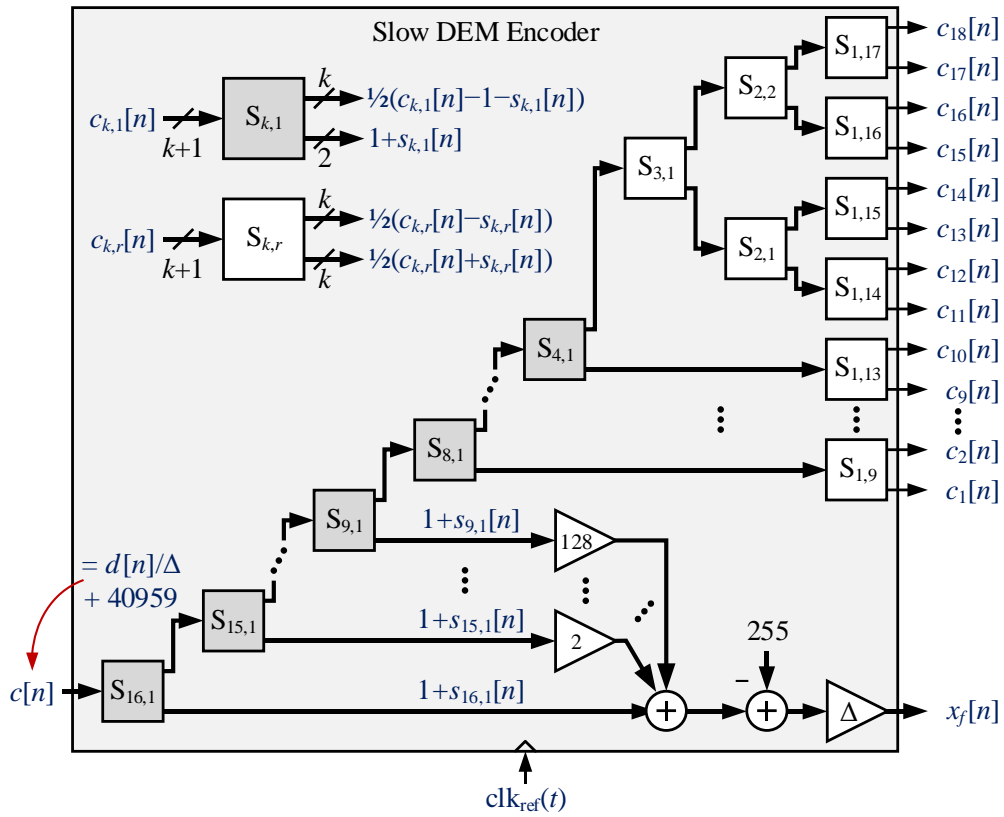 Slow DEM Encoder
c_{k,1}[n]
k+1
S_{k,1}
k
½(c_{k,1}[n]−1−s_{k,1}[n])
2
1+s_{k,1}[n]
c_{k,r}[n]
k+1
S_{k,r}
k
½(c_{k,r}[n]−s_{k,r}[n])
k
½(c_{k,r}[n]+s_{k,r}[n])
S_{1,17}
c_{18}[n]
c_{17}[n]
S_{2,2}
S_{1,16}
c_{16}[n]
c_{15}[n]
S_{3,1}
S_{1,15}
c_{14}[n]
c_{13}[n]
S_{2,1}
S_{1,14}
c_{12}[n]
c_{11}[n]
S_{4,1}
S_{1,13}
c_{10}[n]
c_9[n]
S_{8,1}
S_{1,9}
c_2[n]
c_1[n]
S_{9,1}
1+s_{9,1}[n]
128
= d[n]/Δ
+ 40959
S_{15,1}
1+s_{15,1}[n]
2
255
c[n]
S_{16,1}
1+s_{16,1}[n]
+
−
+
Δ
x_f[n]
clk_{ref}(t)